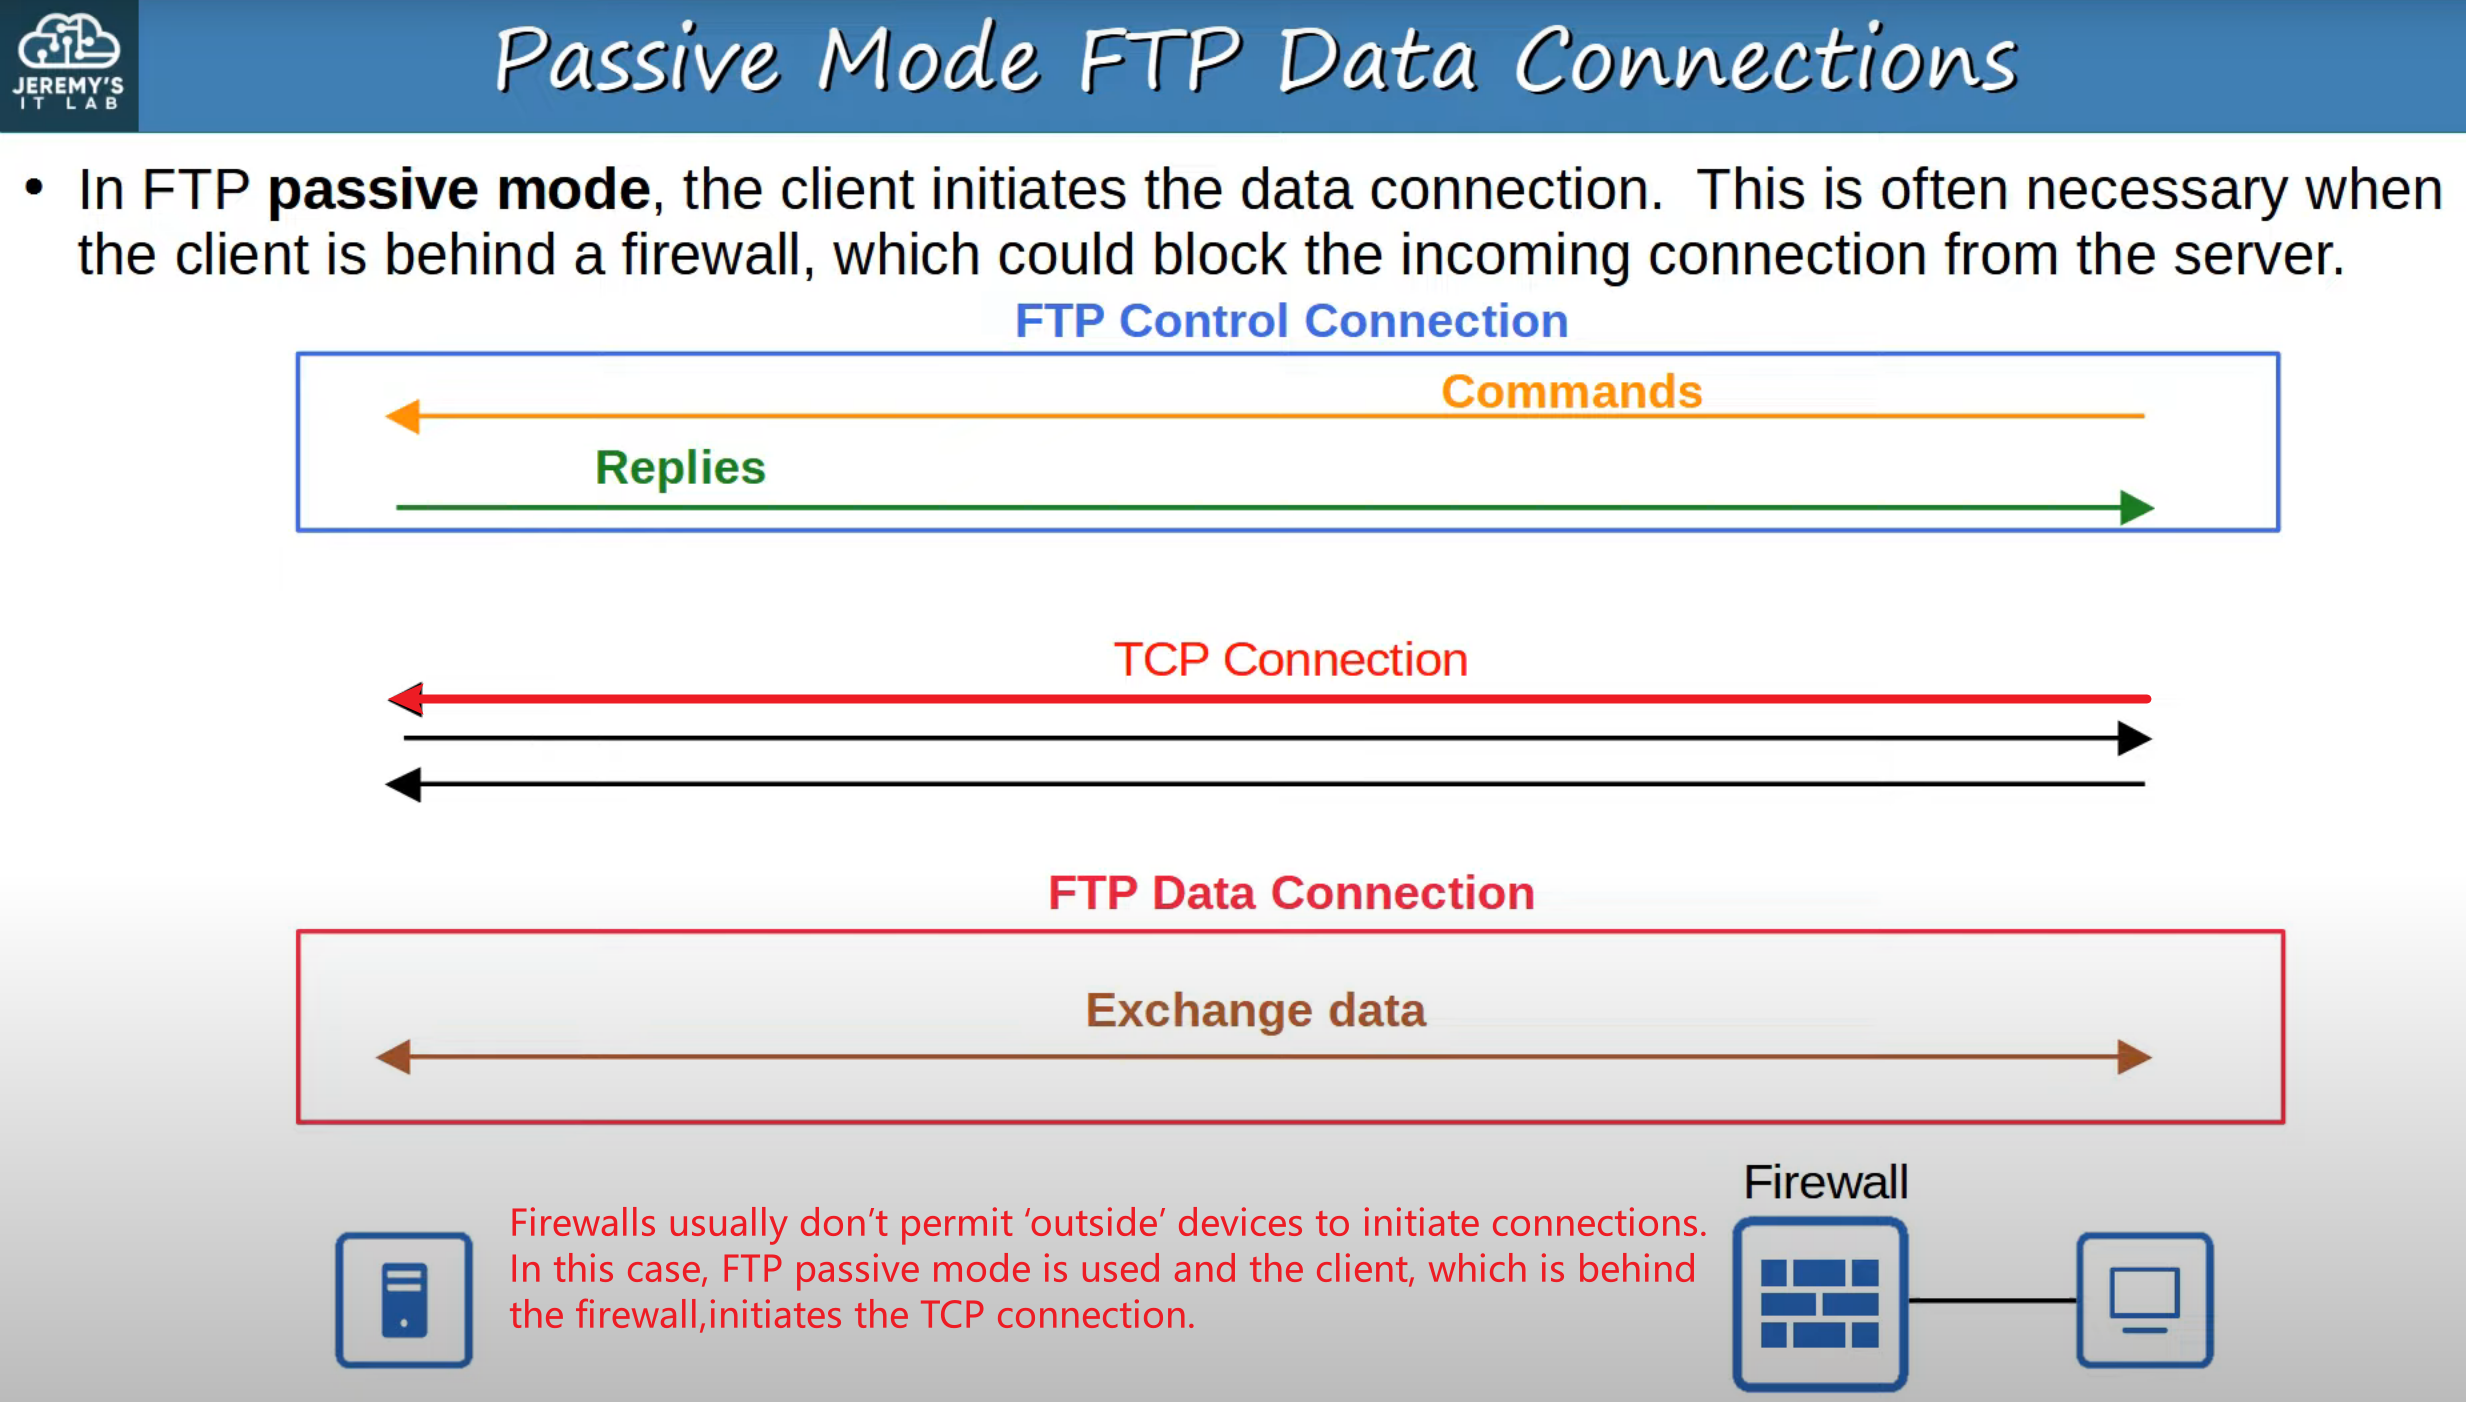 JEREMY'S
IT LAB
Passive Mode FTP Data Connections
• In FTP passive mode, the client initiates the data connection.  This is often necessary when
the client is behind a firewall, which could block the incoming connection from the server.
FTP Control Connection
Commands
Replies
TCP Connection
FTP Data Connection
Exchange data
Firewall
Firewalls usually don’t permit ‘outside’ devices to initiate connections.
In this case, FTP passive mode is used and the client, which is behind
the firewall,initiates the TCP connection.